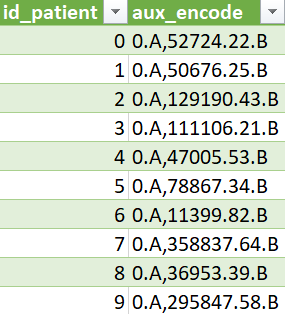 id_patient aux_encode
0 0.A,52724.22.B
1 0.A,50676.25.B
2 0.A,129190.43.B
3 0.A,111106.21.B
4 0.A,47005.53.B
5 0.A,78867.34.B
6 0.A,11399.82.B
7 0.A,358837.64.B
8 0.A,36953.39.B
9 0.A,295847.58.B